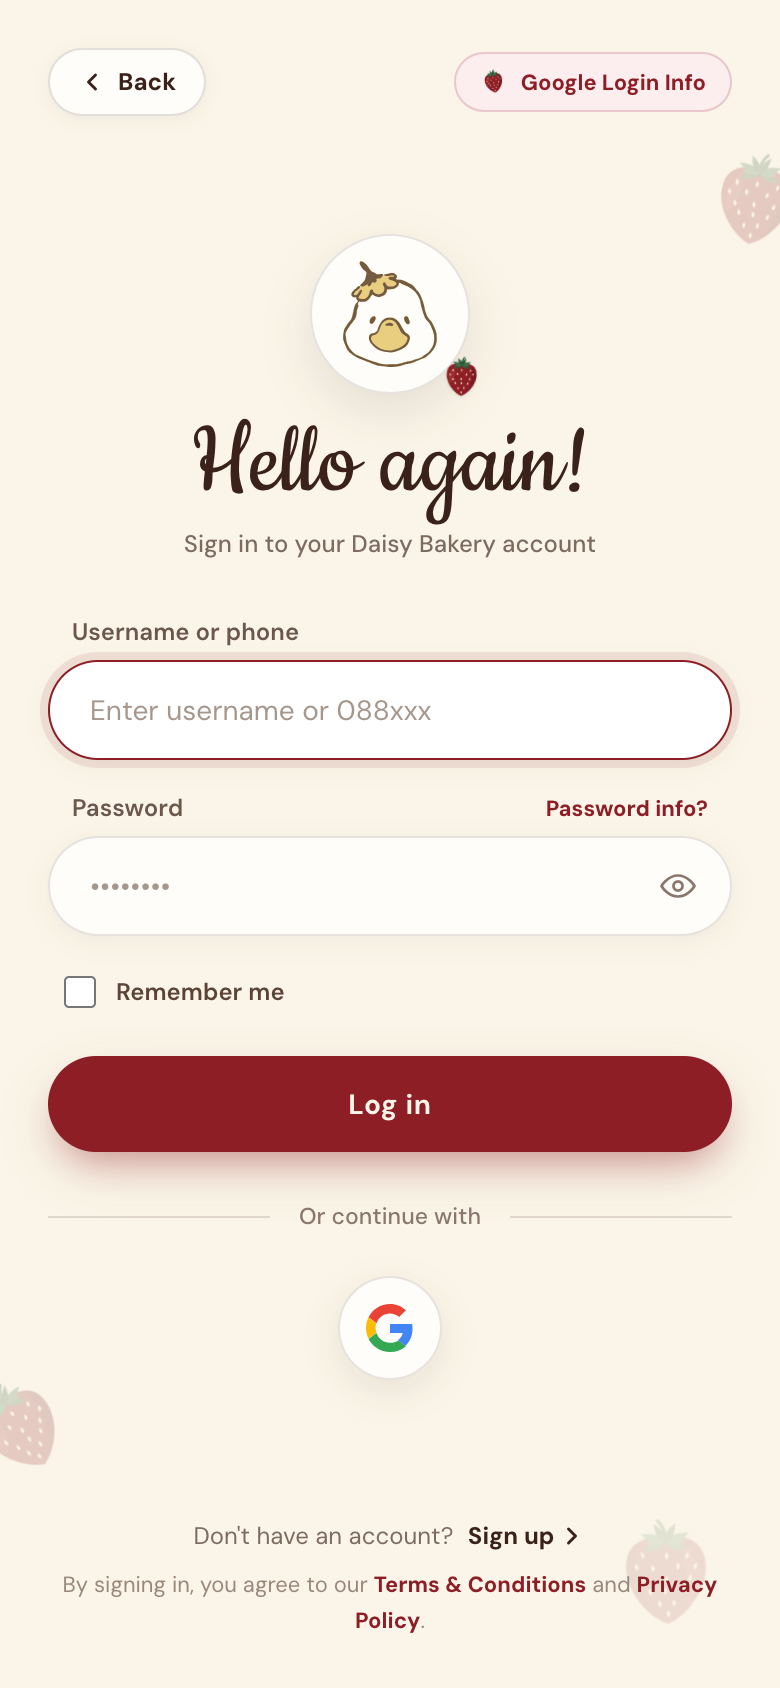 Back
Google Login Info
Hello again!
Sign in to your Daisy Bakery account
Username or phone
Enter username or 088xxx
Password
Password info?
••••••••
Remember me
Log in
Or continue with
Don't have an account? Sign up
By signing in, you agree to our Terms & Conditions and Privacy
Policy.